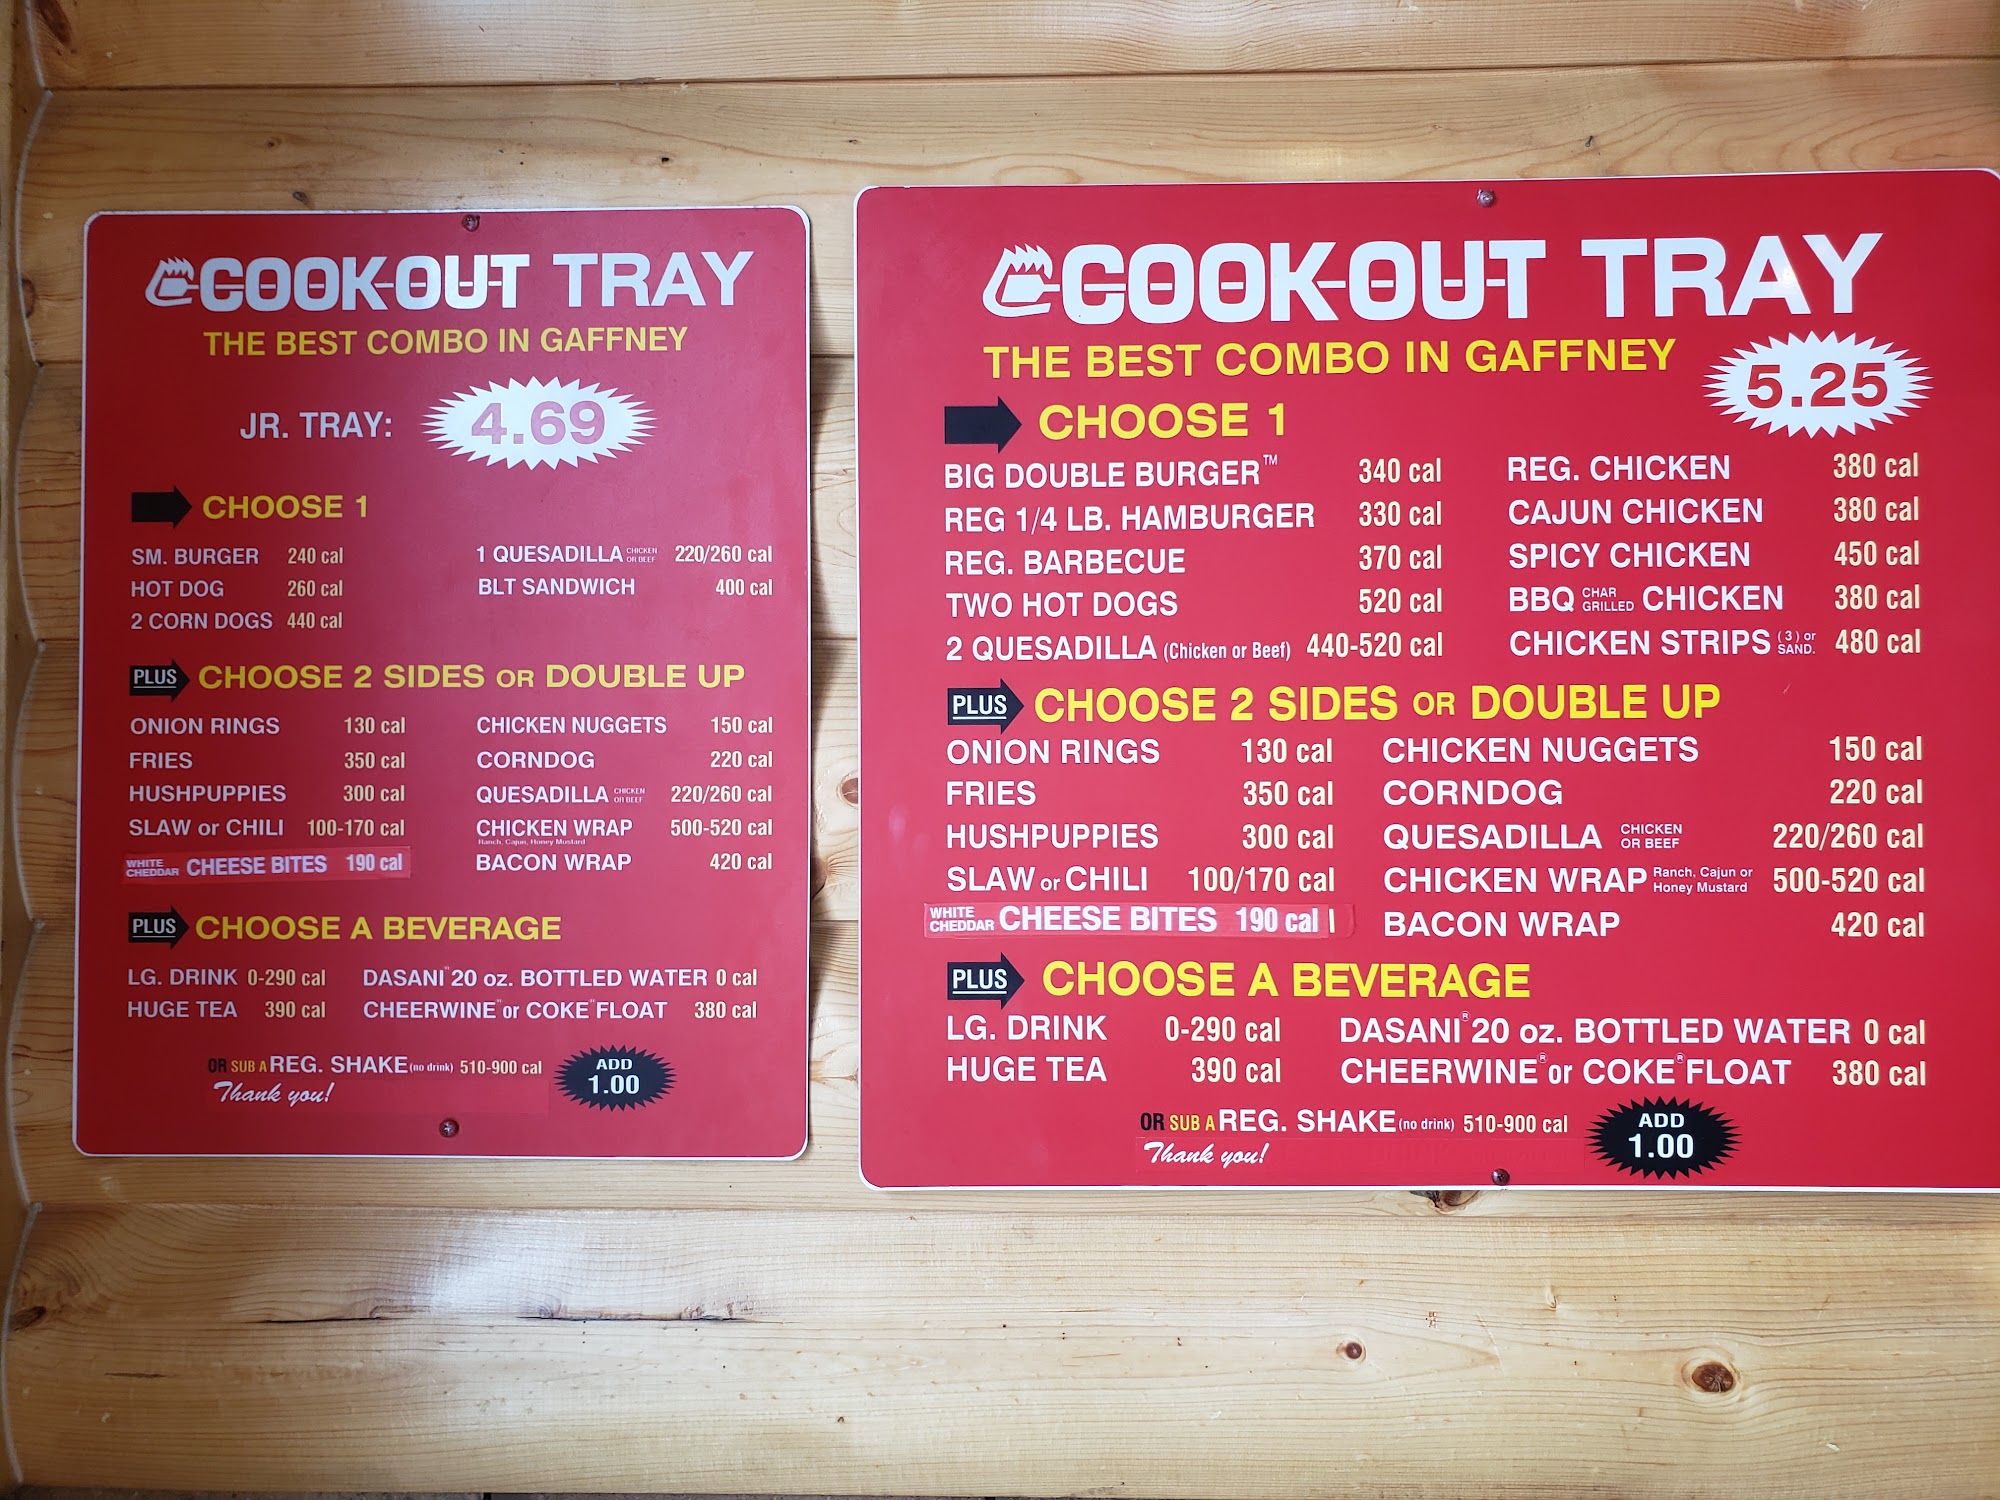 COOK-OUT TRAY
THE BEST COMBO IN GAFFNEY
JR. TRAY: 4.69
CHOOSE 1
SM. BURGER 240 cal
HOT DOG 260 cal
2 CORN DOGS 440 cal
1 QUESADILLA CHICKEN OR BEEF 220/260 cal
BLT SANDWICH 400 cal
PLUS CHOOSE 2 SIDES OR DOUBLE UP
ONION RINGS 130 cal
FRIES 350 cal
HUSHPUPPIES 300 cal
SLAW or CHILI 100-170 cal
WHITE CHEDDAR CHEESE BITES 190 cal
CHICKEN NUGGETS 150 cal
CORNDOG 220 cal
QUESADILLA CHICKEN OR BEEF 220/260 cal
CHICKEN WRAP 500-520 cal
Ranch, Cajun, Honey Mustard
BACON WRAP 420 cal
PLUS CHOOSE A BEVERAGE
LG. DRINK 0-290 cal
HUGE TEA 390 cal
DASANI® 20 oz. BOTTLED WATER 0 cal
CHEERWINE® or COKE® FLOAT 380 cal
OR SUB A REG. SHAKE (no drink) 510-900 cal
ADD 1.00
Thank you!
COOK-OUT TRAY
THE BEST COMBO IN GAFFNEY
5.25
CHOOSE 1
BIG DOUBLE BURGER™ 340 cal
REG 1/4 LB. HAMBURGER 330 cal
REG. BARBECUE 370 cal
TWO HOT DOGS 520 cal
2 QUESADILLA (Chicken or Beef) 440-520 cal
REG. CHICKEN 380 cal
CAJUN CHICKEN 380 cal
SPICY CHICKEN 450 cal
BBQ CHAR GRILLED CHICKEN 380 cal
CHICKEN STRIPS (3) or SAND. 480 cal
PLUS CHOOSE 2 SIDES OR DOUBLE UP
ONION RINGS 130 cal
FRIES 350 cal
HUSHPUPPIES 300 cal
SLAW or CHILI 100/170 cal
WHITE CHEDDAR CHEESE BITES 190 cal l
CHICKEN NUGGETS 150 cal
CORNDOG 220 cal
QUESADILLA CHICKEN OR BEEF 220/260 cal
CHICKEN WRAP Ranch, Cajun or Honey Mustard 500-520 cal
BACON WRAP 420 cal
PLUS CHOOSE A BEVERAGE
LG. DRINK 0-290 cal
HUGE TEA 390 cal
DASANI® 20 oz. BOTTLED WATER 0 cal
CHEERWINE® or COKE® FLOAT 380 cal
OR SUB A REG. SHAKE (no drink) 510-900 cal
ADD 1.00
Thank you!